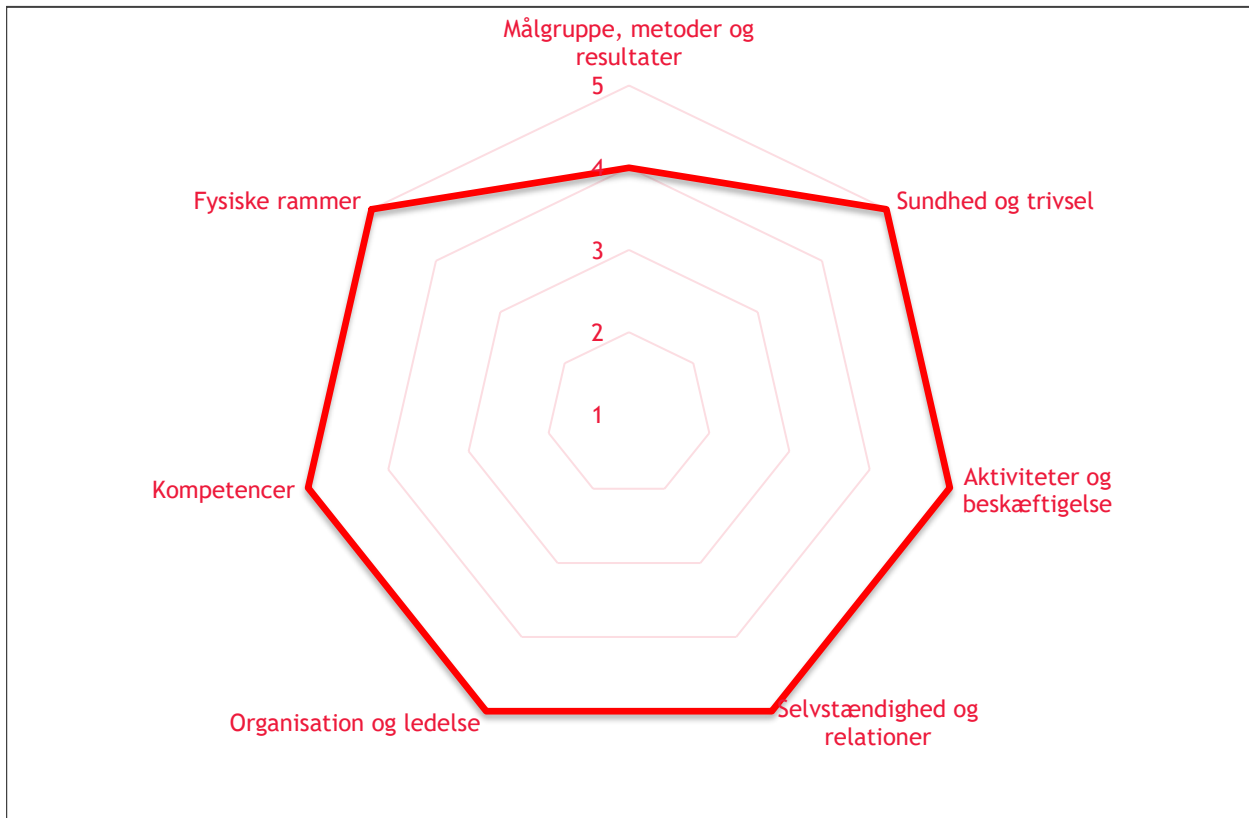 Målgruppe, metoder og
resultater
5
4
Fysiske rammer
Sundhed og trivsel
3
2
1
Kompetencer
Aktiviteter og
beskæftigelse
Organisation og ledelse
Selvstændighed og
relationer